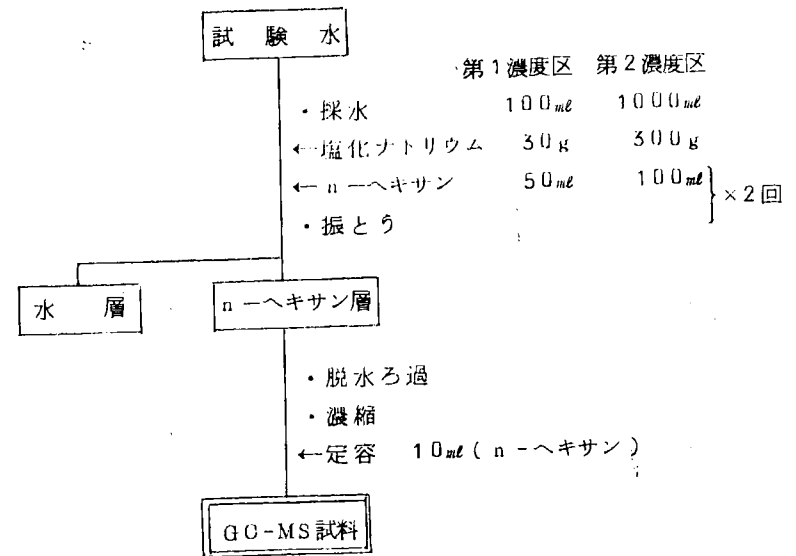 試験水
第1濃度区 第2濃度区
・採水 100ml 1000ml
←塩化ナトリウム 30g 300g
←n-ヘキサン 50ml 100ml ×2回
・振とう
水層 n-ヘキサン層
・脱水ろ過
・濃縮
←定容 10ml(n-ヘキサン)
GC-MS試料